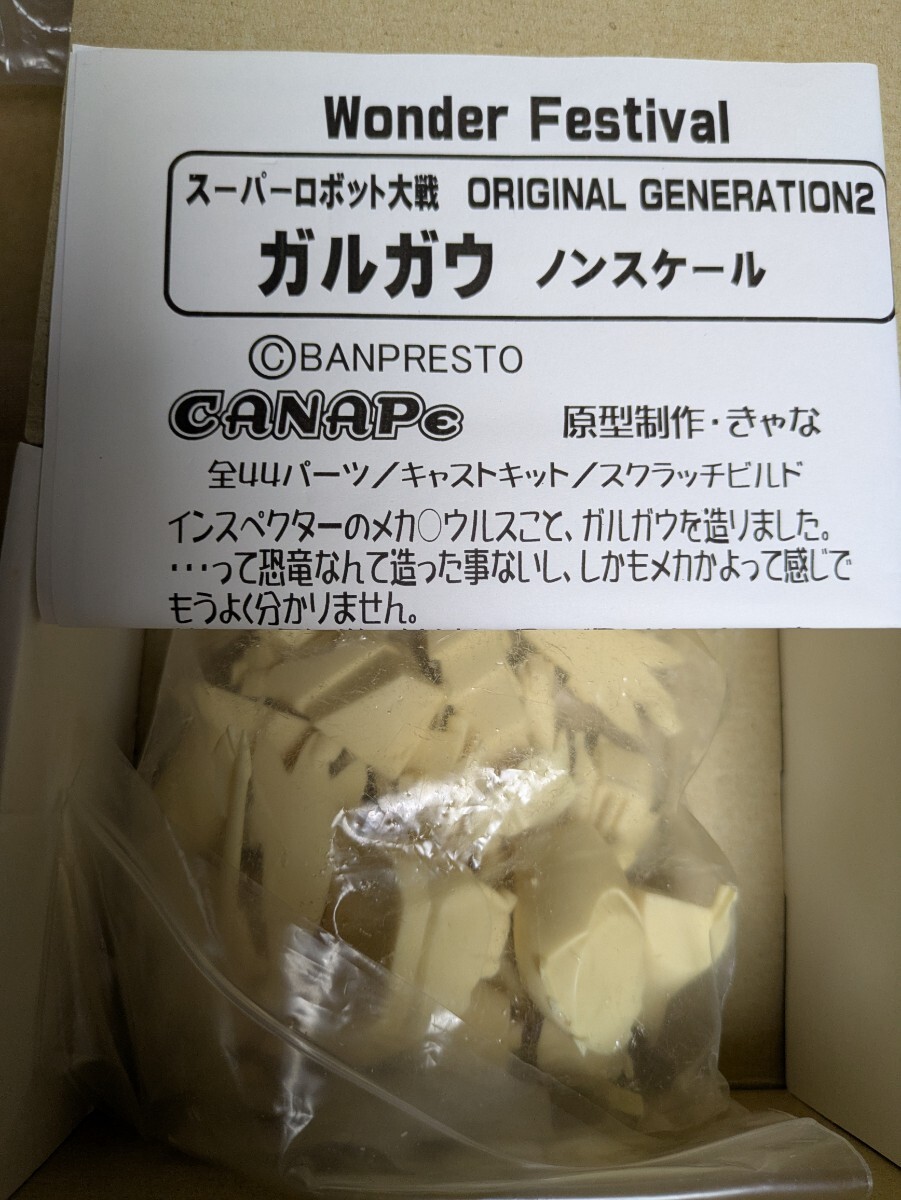 Wonder Festival
スーパーロボット大戦 ORIGINAL GENERATION2
ガルガウ ノンスケール
©BANPRESTO
CANAPe 原型制作・きゃな
全44パーツ/キャストキット/スクラッチビルド
インスペクターのメカ○ウルスこと、ガルガウを造りました。
・・・って恐竜なんて造った事ないし、しかもメカかよって感じで
もうよく分かりません。